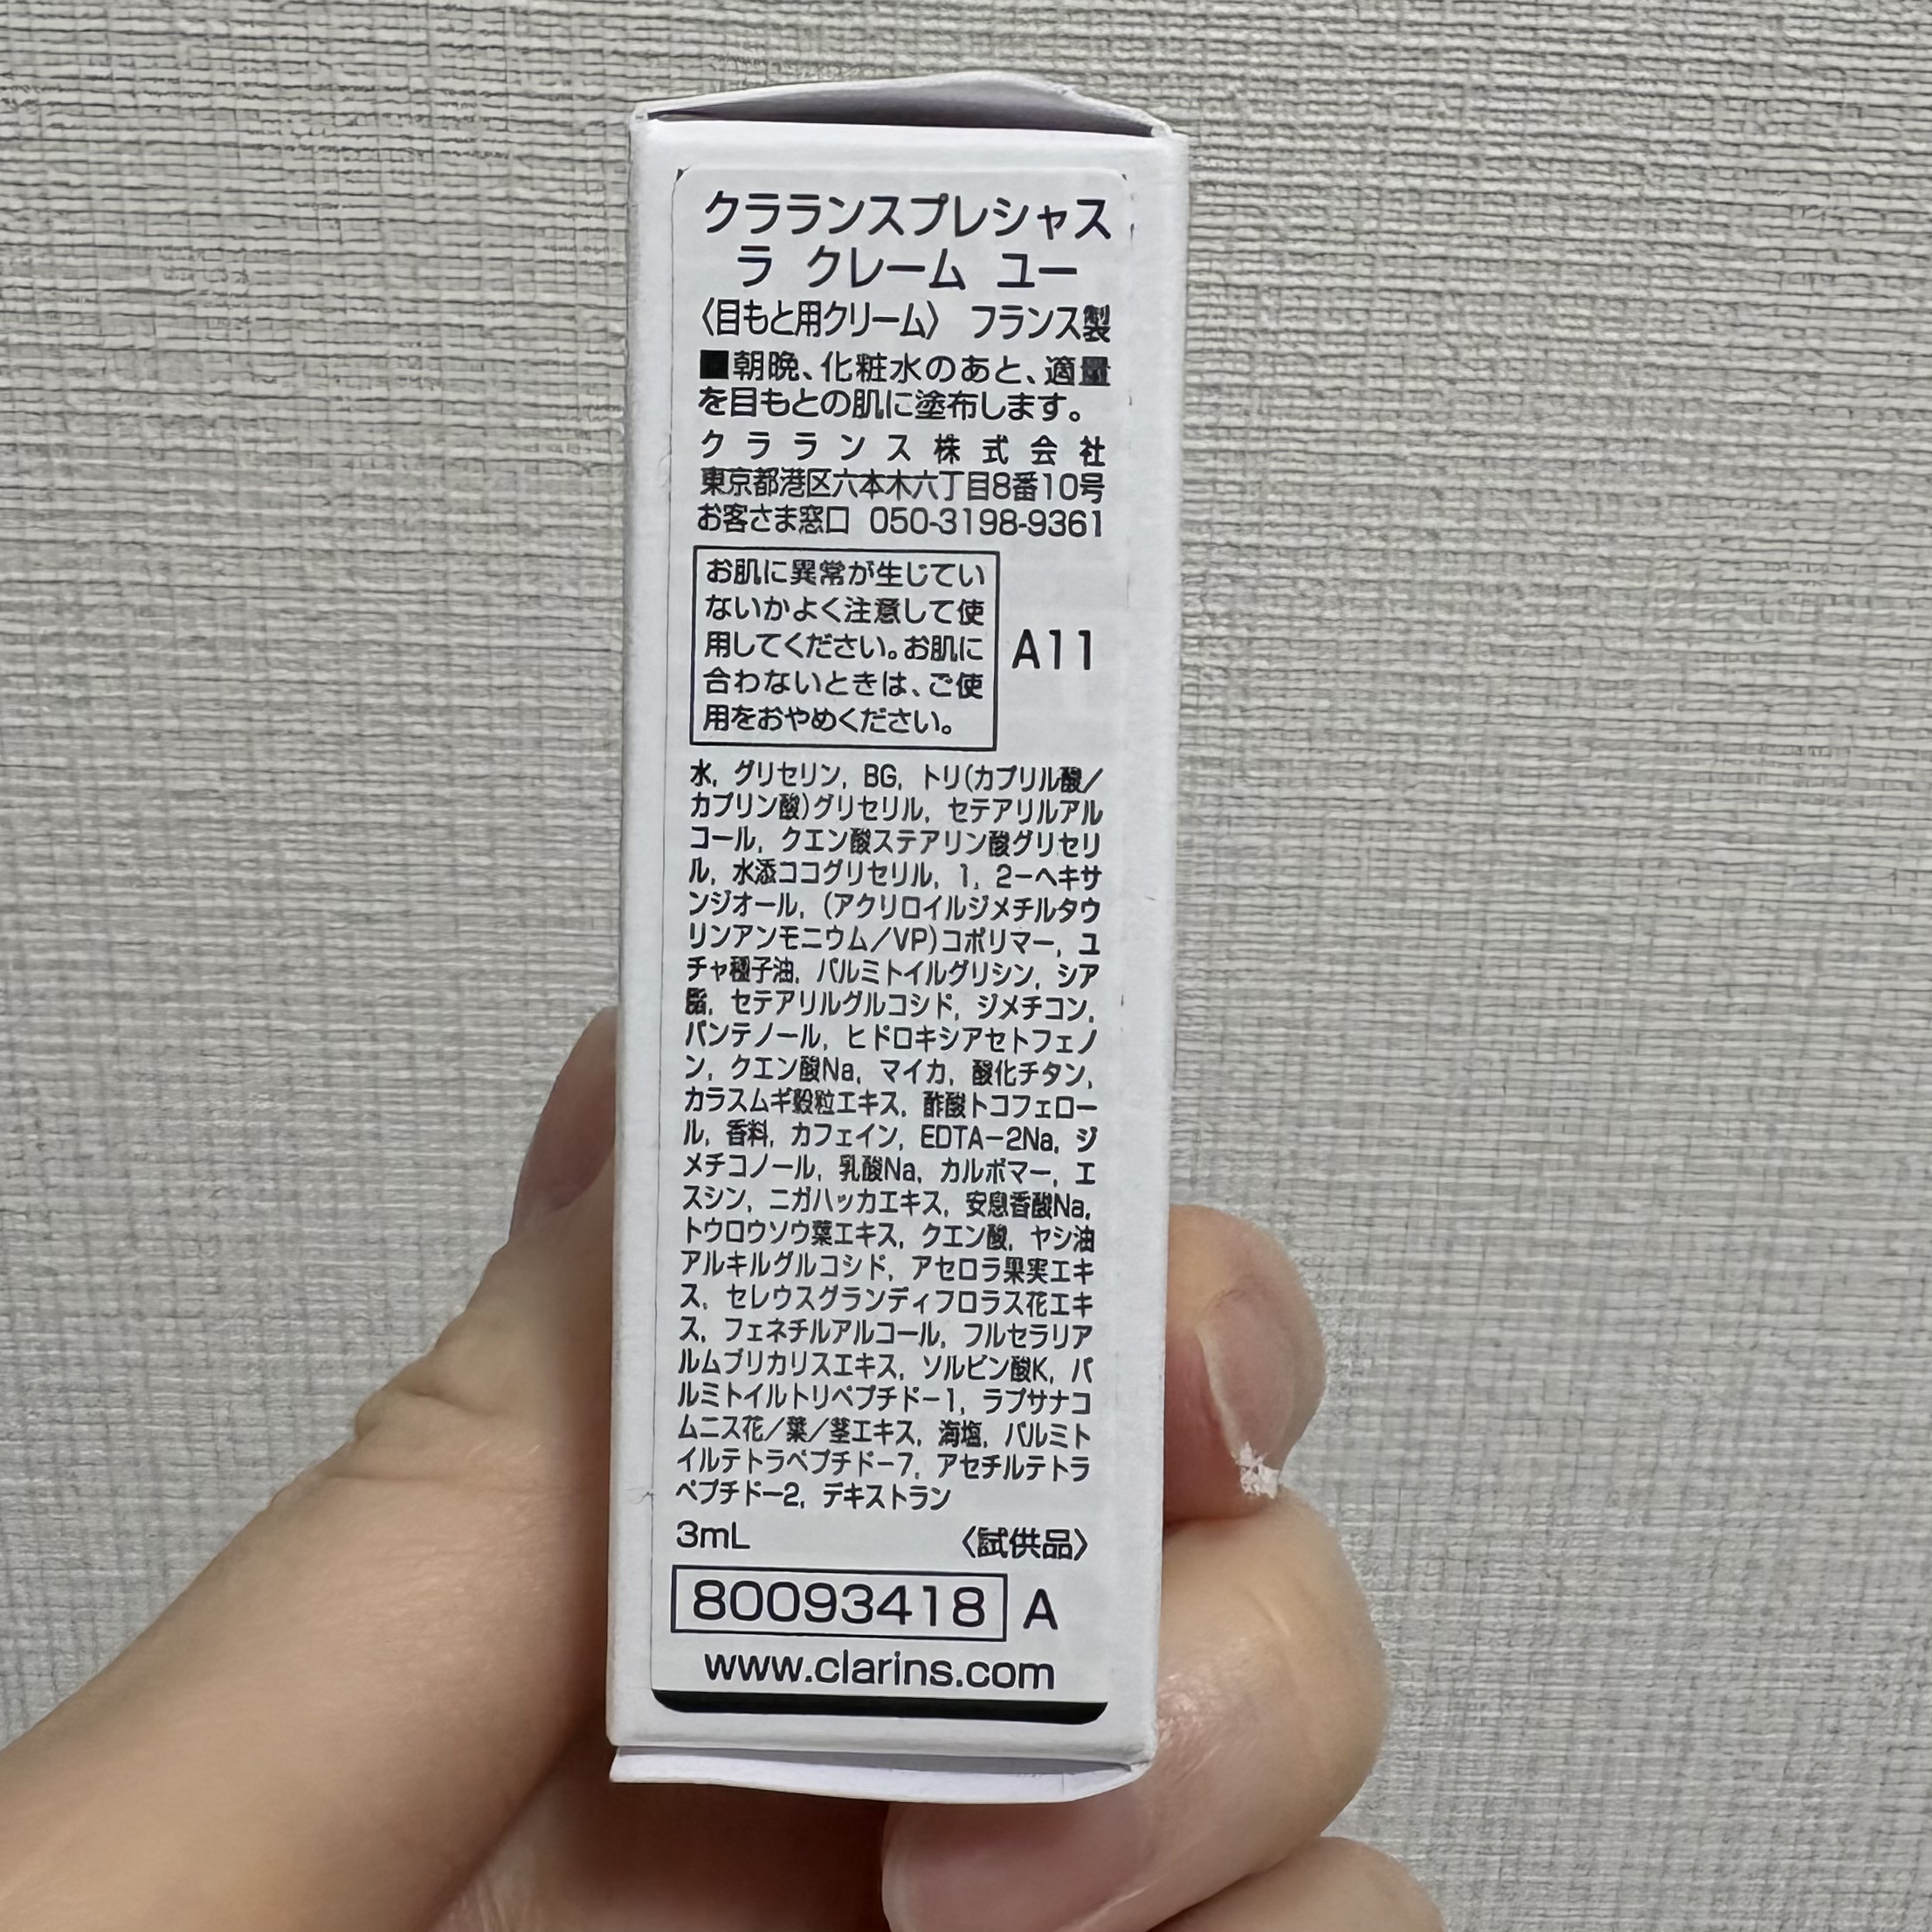 クラランスプレシャス
ラ クレーム ユー
〈目もと用クリーム〉 フランス製
■朝晩、化粧水のあと、適量
を目もとの肌に塗布します。
クラランス株式会社
東京都港区六本木六丁目8番10号
お客さま窓口 050-3198-9361
お肌に異常が生じてい
ないかよく注意して使
用してください。お肌に
合わないときは、ご使
用をおやめください。
A11
水, グリセリン, BG, トリ(カプリル酸/
カプリン酸)グリセリル, セテアリルアル
コール, クエン酸ステアリン酸グリセリ
ル, 水添ココグリセリル, 1, 2-ヘキサ
ンジオール, (アクリロイルジメチルタウ
リンアンモニウム/VP)コポリマー, ユ
チャ種子油, パルミトイルグリシン, シア
脂, セテアリルグルコシド, ジメチコン,
パンテノール, ヒドロキシアセトフェノ
ン, クエン酸Na, マイカ, 酸化チタン,
カラスムギ穀粒エキス, 酢酸トコフェロー
ル, 香料, カフェイン, EDTA-2Na, ジ
メチコノール, 乳酸Na, カルボマー, エ
スシン, ニガハッカエキス, 安息香酸Na,
トウロウソウ葉エキス, クエン酸, ヤシ油
アルキルグルコシド, アセロラ果実エキ
ス, セレウスグランディフロラス花エキ
ス, フェネチルアルコール, フルセラリア
ルムブリカリスエキス, ソルビン酸K, パ
ルミトイルトリペプチド-1, ラプサナコ
ムニス花/葉/茎エキス, 海塩, パルミト
イルテトラペプチド-7, アセチルテトラ
ペプチド-2, デキストラン
3mL 〈試供品〉
80093418 A
www.clarins.com